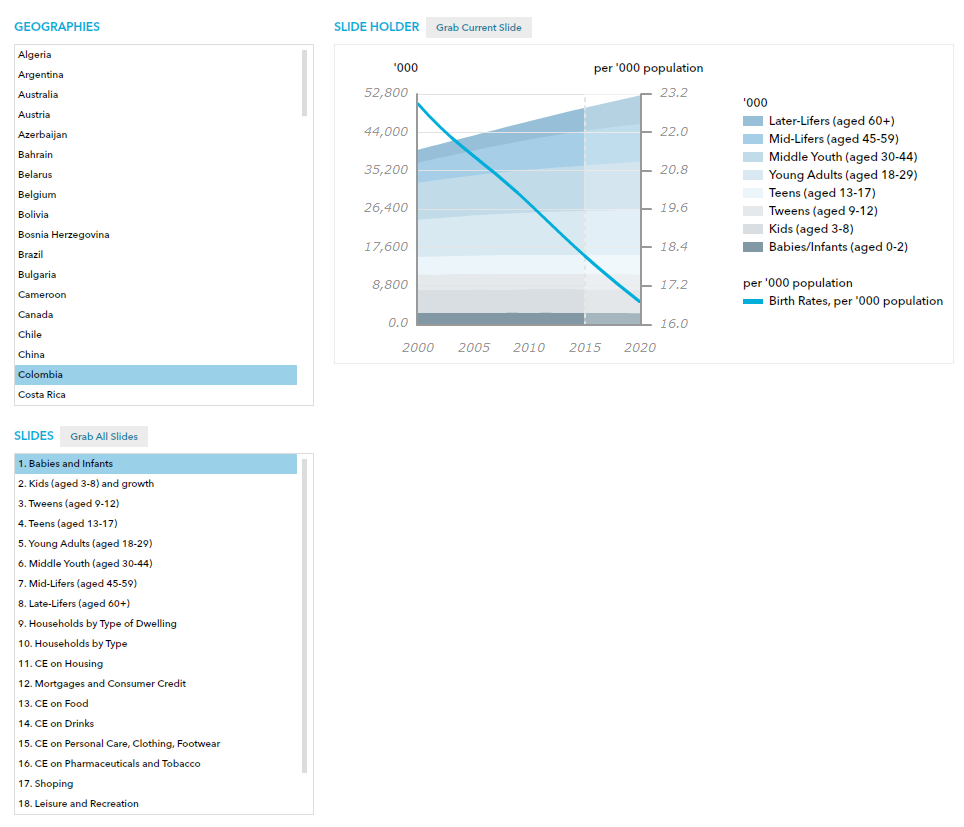 GEOGRAPHIES
Algeria
Argentina
Australia
Austria
Azerbaijan
Bahrain
Belarus
Belgium
Bolivia
Bosnia Herzegovina
Brazil
Bulgaria
Cameroon
Canada
Chile
China
Colombia
Costa Rica
SLIDES Grab All Slides
1. Babies and Infants
2. Kids (aged 3-8) and growth
3. Tweens (aged 9-12)
4. Teens (aged 13-17)
5. Young Adults (aged 18-29)
6. Middle Youth (aged 30-44)
7. Mid-Lifers (aged 45-59)
8. Late-Lifers (aged 60+)
9. Households by Type of Dwelling
10. Households by Type
11. CE on Housing
12. Mortgages and Consumer Credit
13. CE on Food
14. CE on Drinks
15. CE on Personal Care, Clothing, Footwear
16. CE on Pharmaceuticals and Tobacco
17. Shoping
18. Leisure and Recreation
SLIDE HOLDER Grab Current Slide
'000 per '000 population
52,800 23.2
44,000 22.0
35,200 20.8
26,400 19.6
17,600 18.4
8,800 17.2
0.0 16.0
2000 2005 2010 2015 2020
'000
Later-Lifers (aged 60+)
Mid-Lifers (aged 45-59)
Middle Youth (aged 30-44)
Young Adults (aged 18-29)
Teens (aged 13-17)
Tweens (aged 9-12)
Kids (aged 3-8)
Babies/Infants (aged 0-2)
per '000 population
Birth Rates, per '000 population